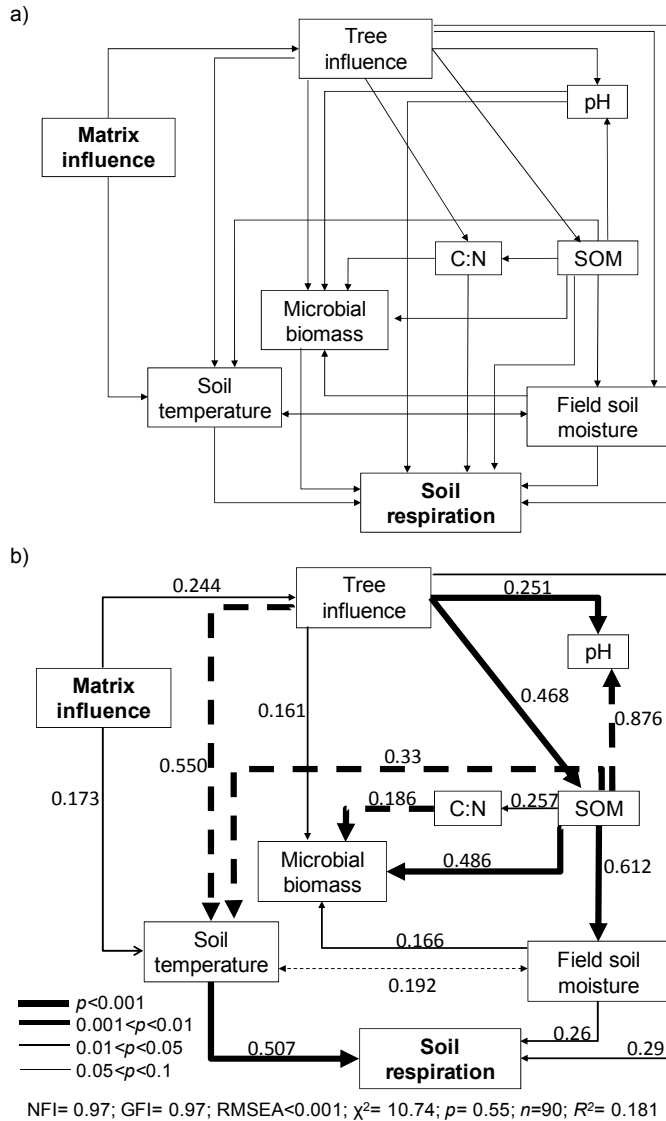 a)
Tree
influence
pH
Matrix
influence
C:N
SOM
Microbial
biomass
Soil
temperature
Field soil
moisture
Soil
respiration
b)
0.244
Tree
influence
0.251
pH
Matrix
influence
0.468
0.161
0.876
0.550
0.33
0.173
0.186
C:N
0.257
SOM
Microbial
biomass
0.486
0.612
0.166
Soil
temperature
0.192
Field soil
moisture
p<0.001
0.001<p<0.01
0.01<p<0.05
0.05<p<0.1
0.507
Soil
respiration
0.26
0.29
NFI= 0.97; GFI= 0.97; RMSEA<0.001; χ²= 10.74; p= 0.55; n=90; R²= 0.181